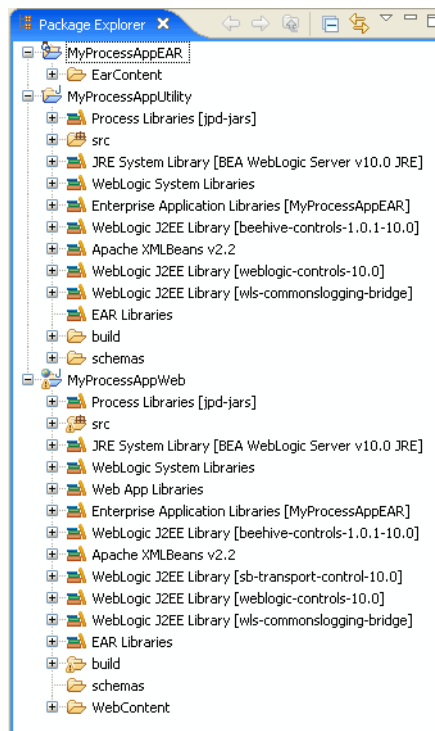 Package Explorer
MyProcessAppEAR
EarContent
MyProcessAppUtility
Process Libraries [jpd-jars]
src
JRE System Library [BEA WebLogic Server v10.0 JRE]
WebLogic System Libraries
Enterprise Application Libraries [MyProcessAppEAR]
WebLogic J2EE Library [beehive-controls-1.0.1-10.0]
Apache XMLBeans v2.2
WebLogic J2EE Library [weblogic-controls-10.0]
WebLogic J2EE Library [wls-commonslogging-bridge]
EAR Libraries
build
schemas
MyProcessAppWeb
Process Libraries [jpd-jars]
src
JRE System Library [BEA WebLogic Server v10.0 JRE]
WebLogic System Libraries
Web App Libraries
Enterprise Application Libraries [MyProcessAppEAR]
WebLogic J2EE Library [beehive-controls-1.0.1-10.0]
Apache XMLBeans v2.2
WebLogic J2EE Library [sb-transport-control-10.0]
WebLogic J2EE Library [weblogic-controls-10.0]
WebLogic J2EE Library [wls-commonslogging-bridge]
EAR Libraries
build
schemas
WebContent